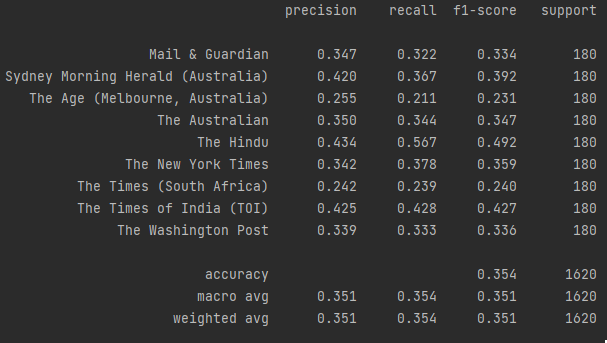 precision recall f1-score support
Mail & Guardian 0.347 0.322 0.334 180
Sydney Morning Herald (Australia) 0.420 0.367 0.392 180
The Age (Melbourne, Australia) 0.255 0.211 0.231 180
The Australian 0.350 0.344 0.347 180
The Hindu 0.434 0.567 0.492 180
The New York Times 0.342 0.378 0.359 180
The Times (South Africa) 0.242 0.239 0.240 180
The Times of India (TOI) 0.425 0.428 0.427 180
The Washington Post 0.339 0.333 0.336 180
accuracy 0.354 1620
macro avg 0.351 0.354 0.351 1620
weighted avg 0.351 0.354 0.351 1620